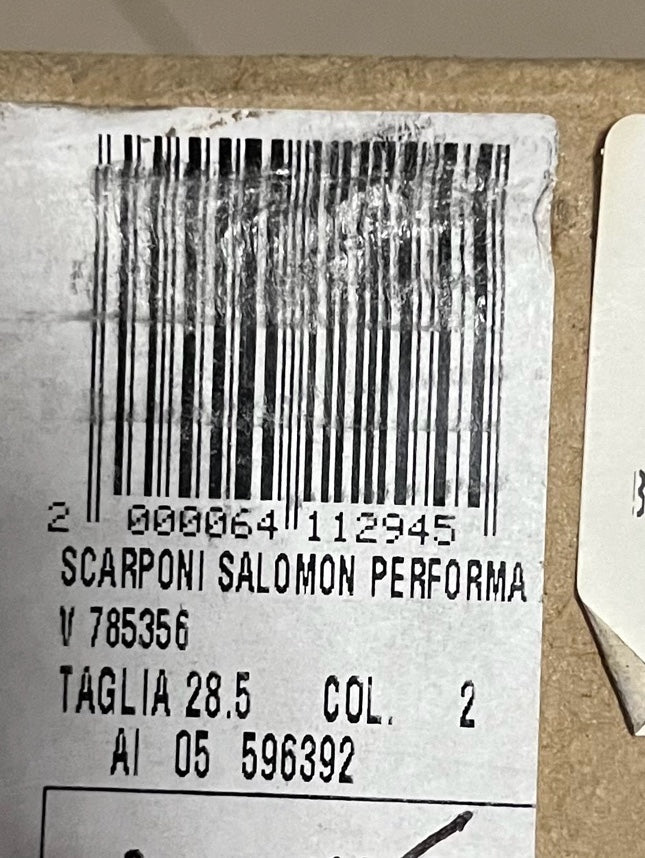 2 000064 112945
SCARPONI SALOMON PERFORMA
V 785356
TAGLIA 28.5 COL. 2
AI 05 596392